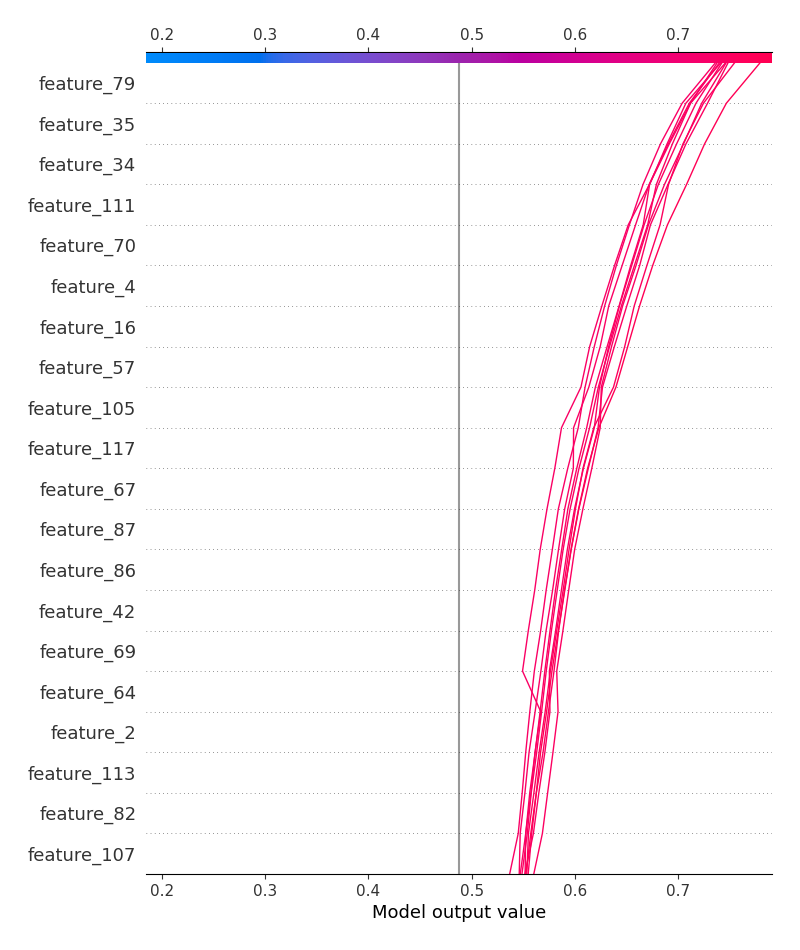 0.2 0.3 0.4 0.5 0.6 0.7
feature_79
feature_35
feature_34
feature_111
feature_70
feature_4
feature_16
feature_57
feature_105
feature_117
feature_67
feature_87
feature_86
feature_42
feature_69
feature_64
feature_2
feature_113
feature_82
feature_107
0.2 0.3 0.4 0.5 0.6 0.7
Model output value